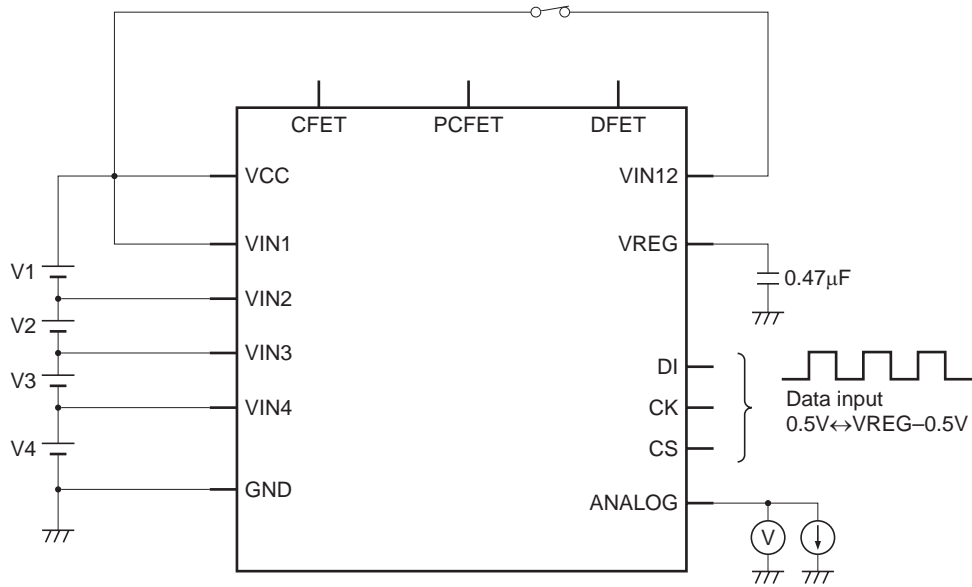 CFET PCFET DFET
VCC VIN12
VIN1 VREG
V1
0.47µF
VIN2
V2
VIN3
DI
V3
Data input
VIN4 CK
0.5V↔VREG–0.5V
V4
CS
GND
ANALOG
V